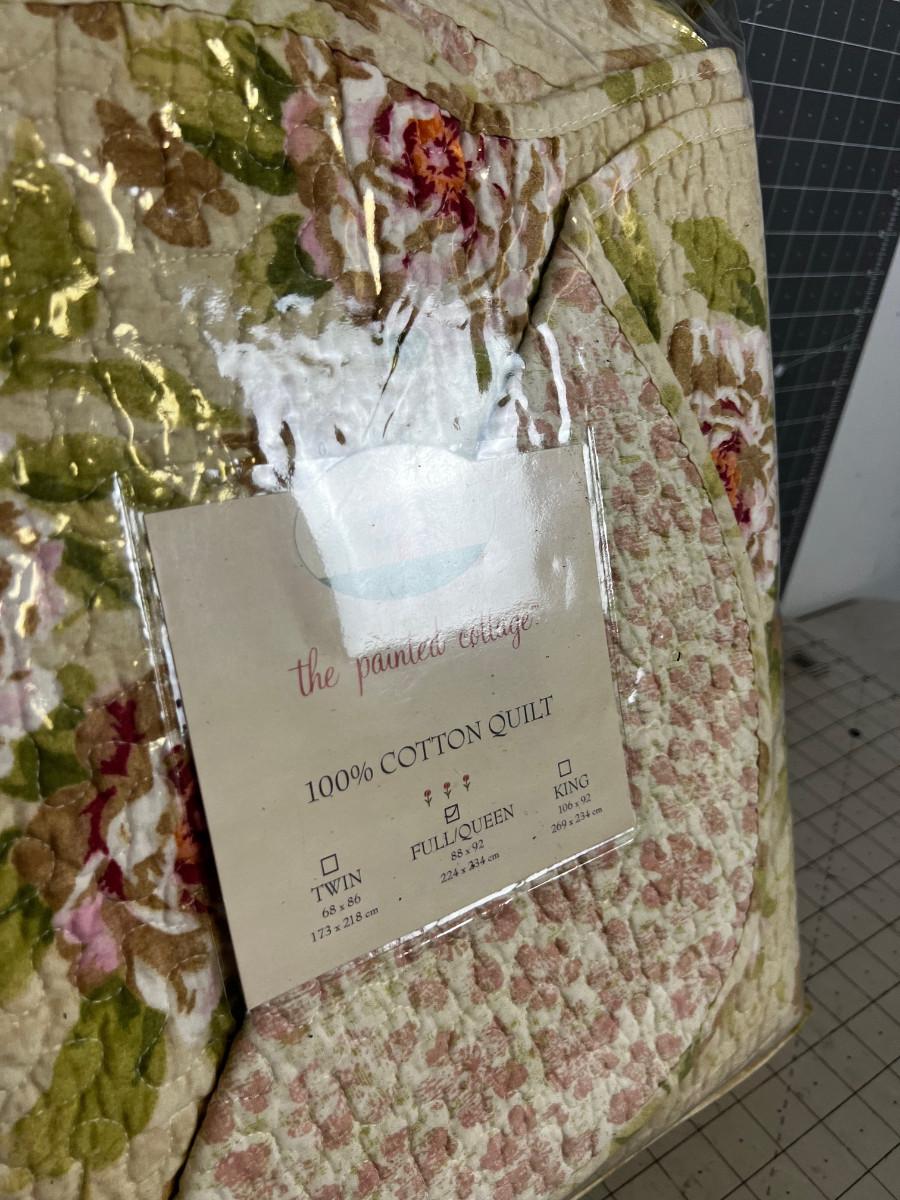 the painted cottage
100% COTTON QUILT
TWIN
68 x 86
173 x 218 cm
FULL/QUEEN
88 x 92
224 x 234 cm
KING
106 x 92
269 x 234 cm